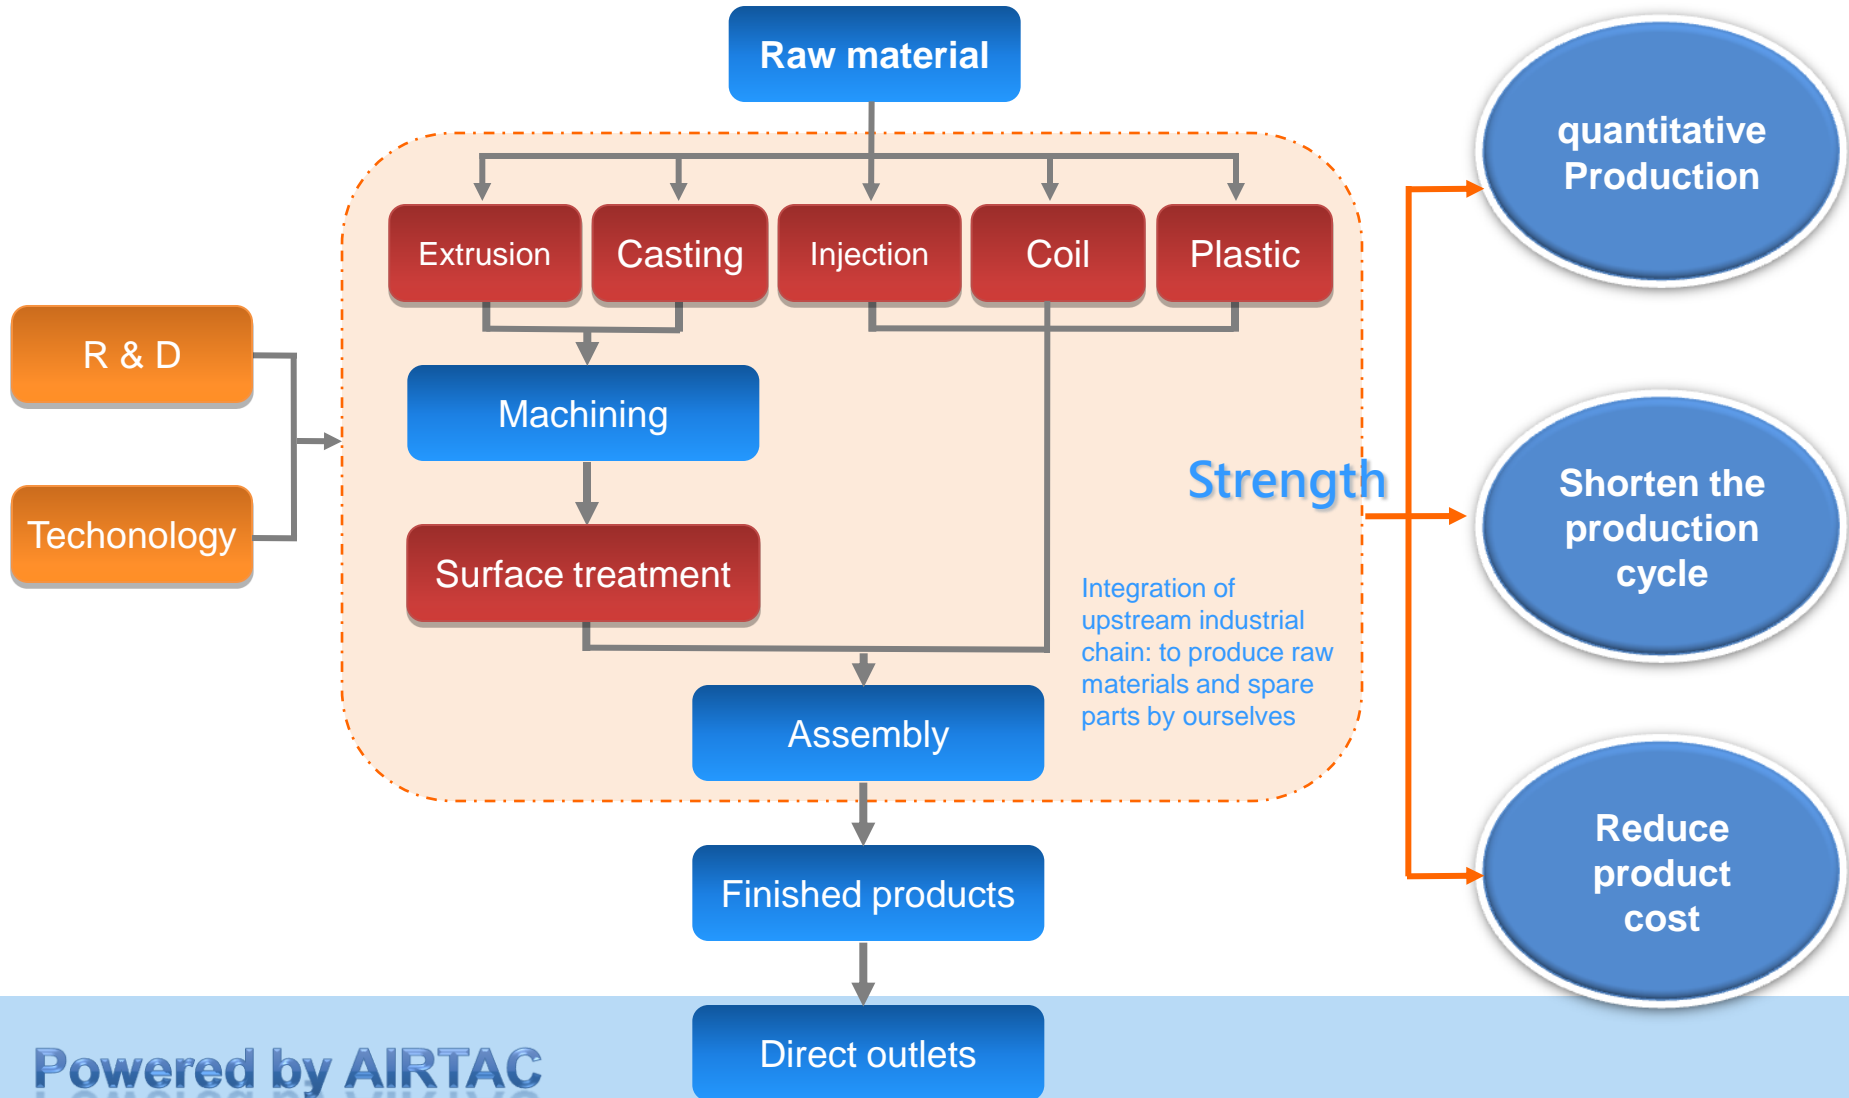 Raw material
quantitative
Production
Extrusion
Casting
Injection
Coil
Plastic
R & D
Machining
Strength
Shorten the
production
cycle
Techonology
Surface treatment
Integration of
upstream industrial
chain: to produce raw
materials and spare
parts by ourselves
Assembly
Reduce
product
cost
Finished products
Direct outlets
Powered by AIRTAC